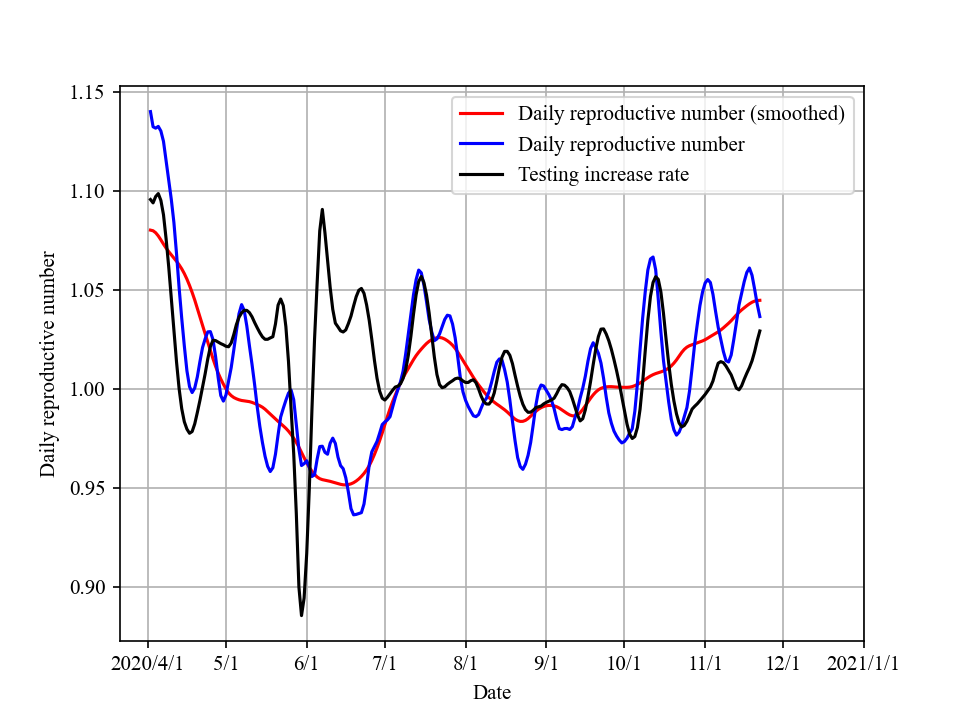 1.15
1.10
1.05
1.00
0.95
0.90
Daily reproductive number
Daily reproductive number (smoothed)
Daily reproductive number
Testing increase rate
2020/4/1 5/1 6/1 7/1 8/1 9/1 10/1 11/1 12/1 2021/1/1
Date